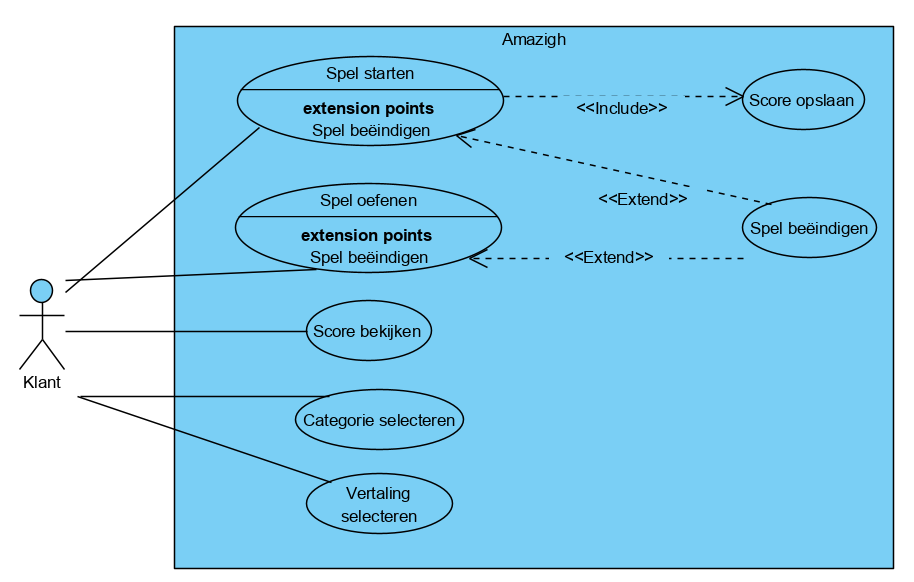 Amazigh
Spel starten
extension points
Spel beëindigen
<<Include>>
Score opslaan
<<Extend>>
Spel oefenen
extension points
Spel beëindigen
<<Extend>>
Spel beëindigen
Score bekijken
Klant
Categorie selecteren
Vertaling
selecteren